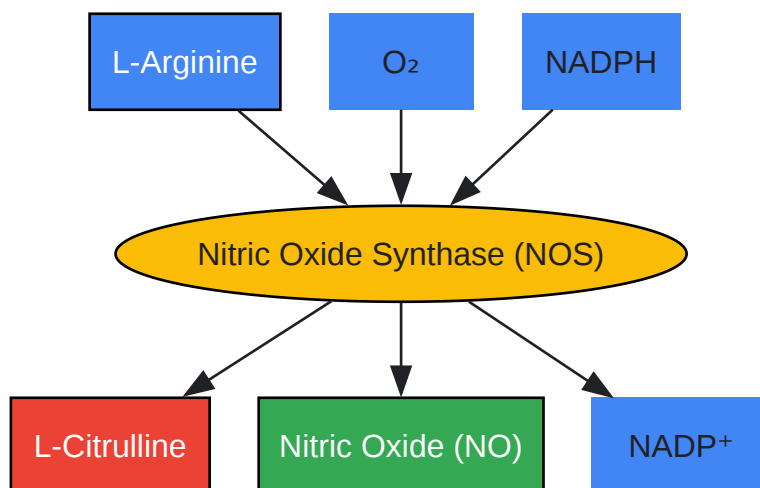 L-Arginine
O₂
NADPH
Nitric Oxide Synthase (NOS)
L-Citrulline
Nitric Oxide (NO)
NADP⁺